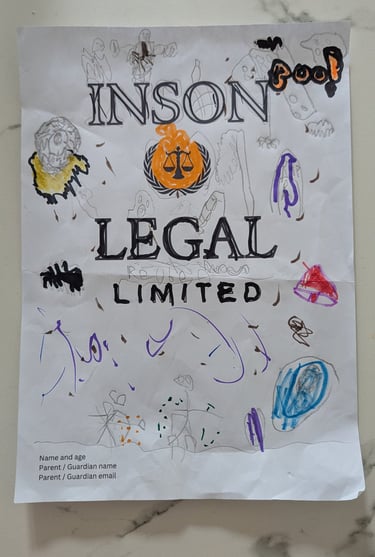 Boo!
INSON
LEGAL
LIMITED
Name and age
Parent / Guardian name
Parent / Guardian email